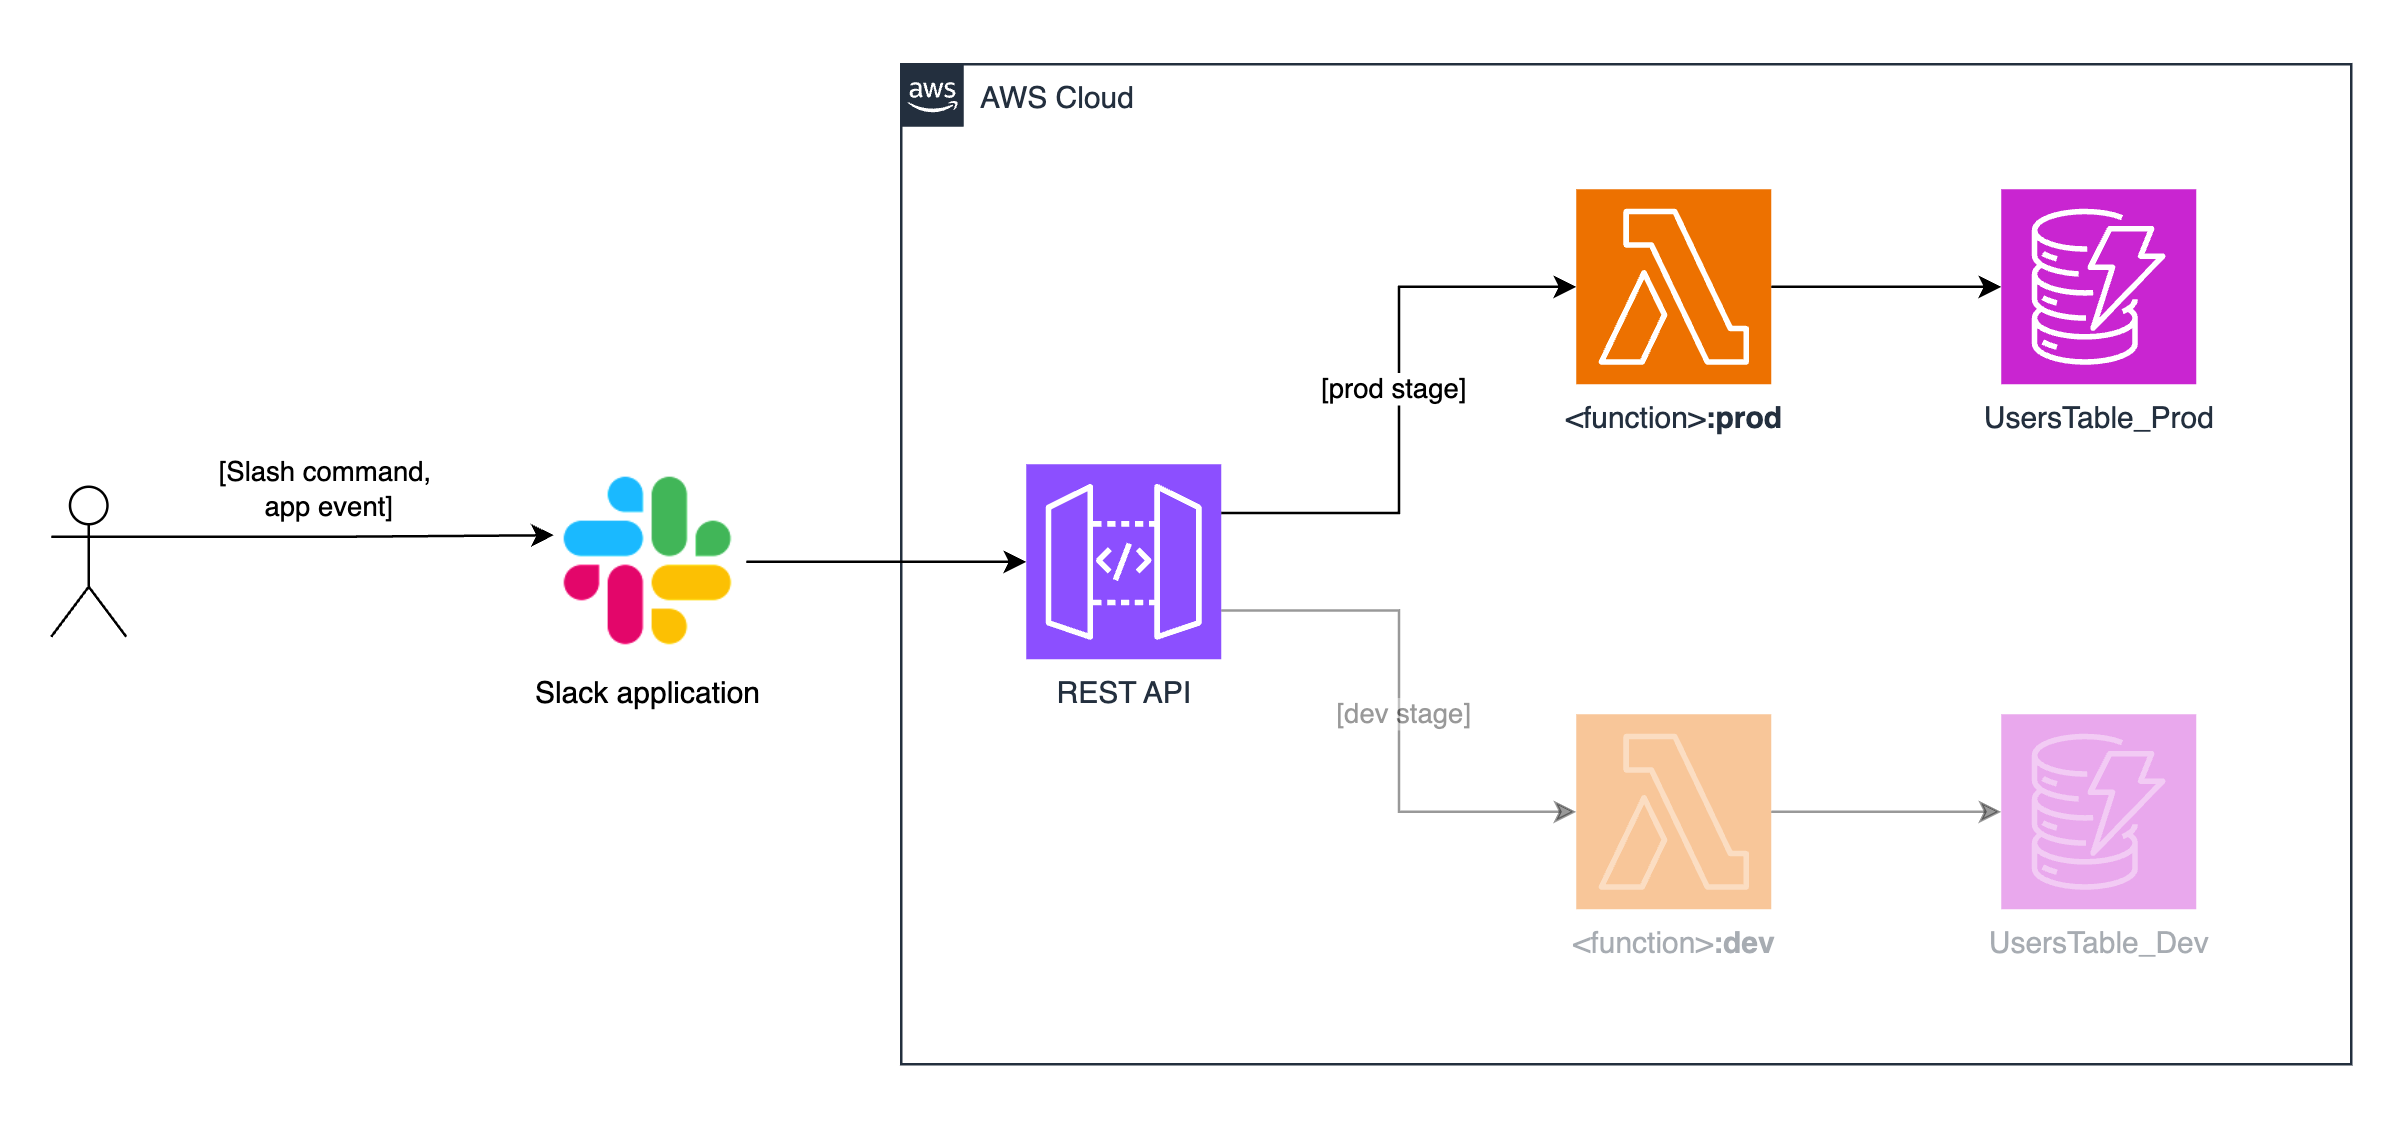 aws
AWS Cloud
[prod stage]
<function>:prod
UsersTable_Prod
[Slash command,
app event]
</>
Slack application
REST API
[dev stage]
<function>:dev
UsersTable_Dev